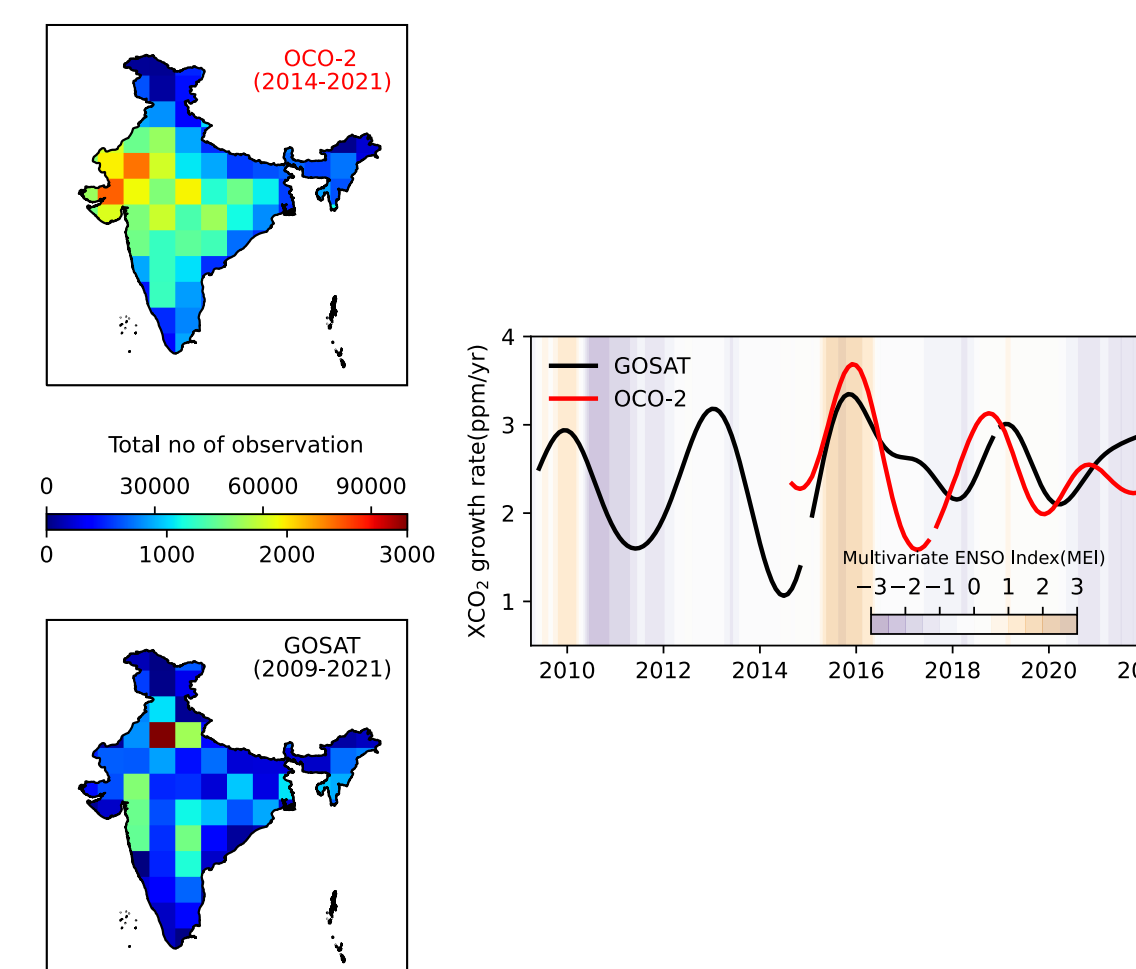 OCO-2
(2014-2021)
Total no of observation
0 30000 60000 90000
0 1000 2000 3000
GOSAT
(2009-2021)
XCO₂ growth rate(ppm/yr)
4
3
2
1
GOSAT
OCO-2
Multivariate ENSO Index(MEI)
−3 −2 −1 0 1 2 3
2010 2012 2014 2016 2018 2020 20